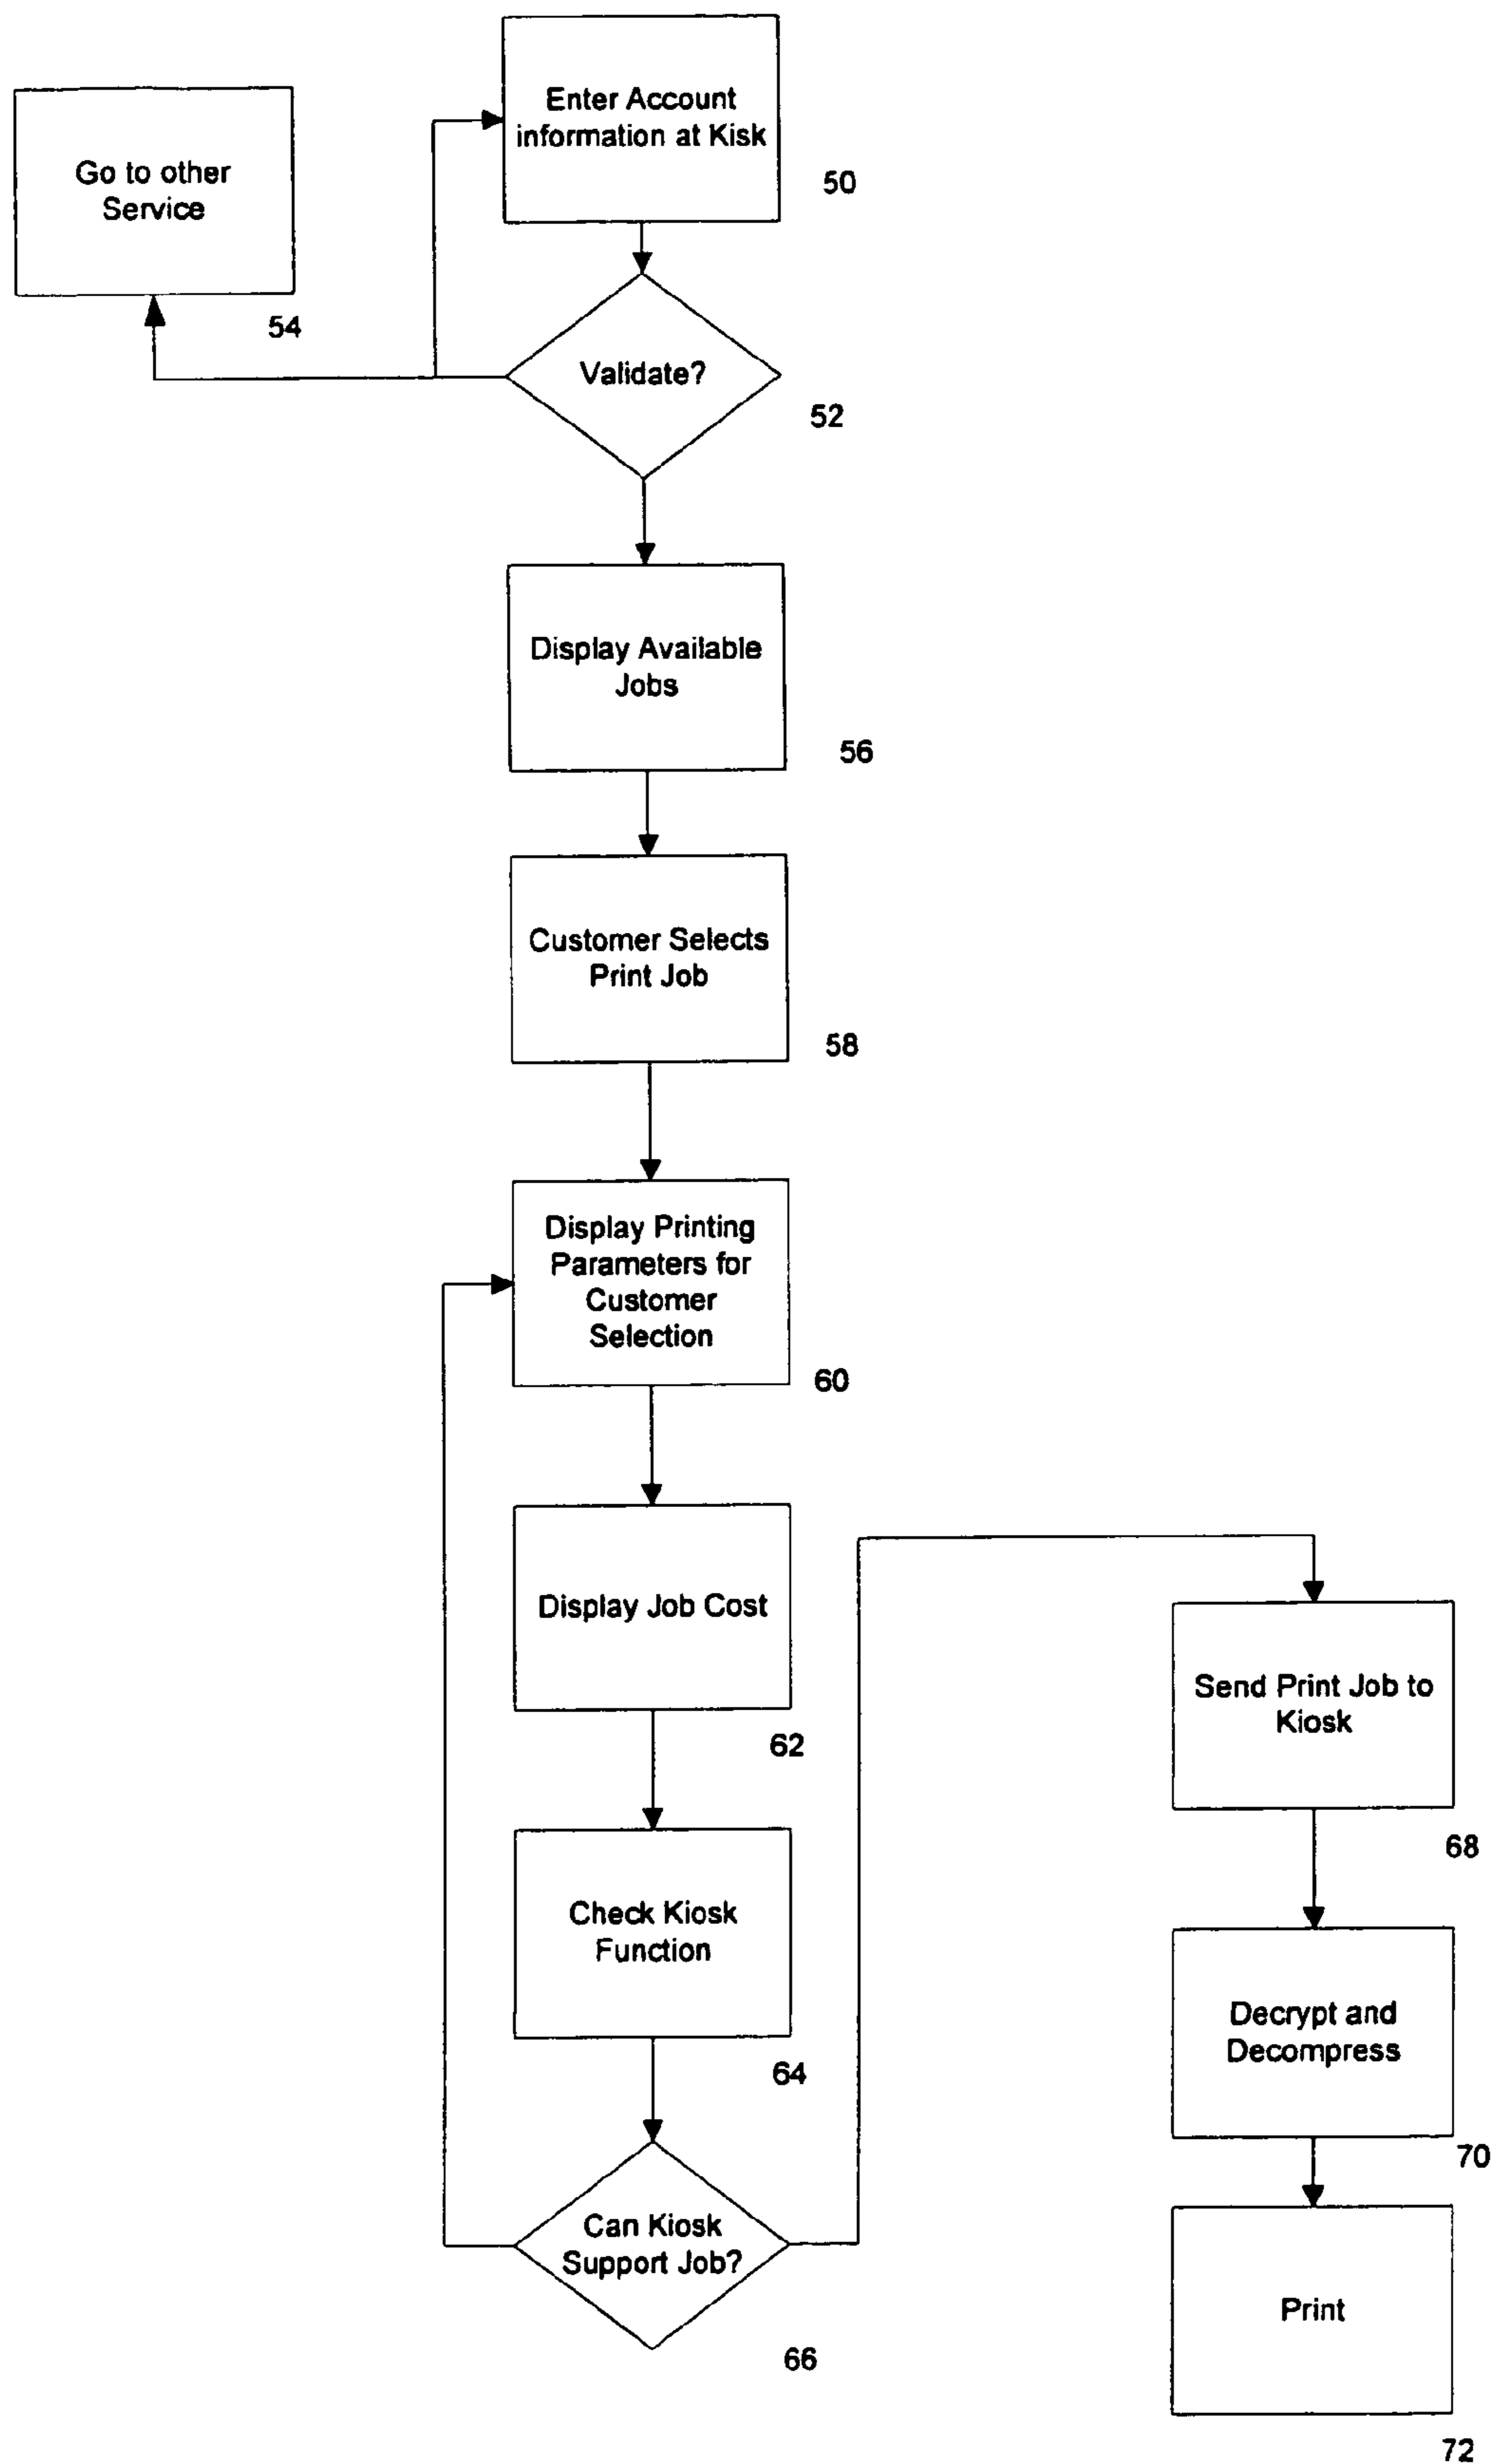 Enter Account
information at Kisk
50
Go to other
Service
54
Validate?
52
Display Available
Jobs
56
Customer Selects
Print Job
58
Display Printing
Parameters for
Customer
Selection
60
Display Job Cost
62
Check Kiosk
Function
64
Can Kiosk
Support Job?
66
Send Print Job to
Kiosk
68
Decrypt and
Decompress
70
Print
72